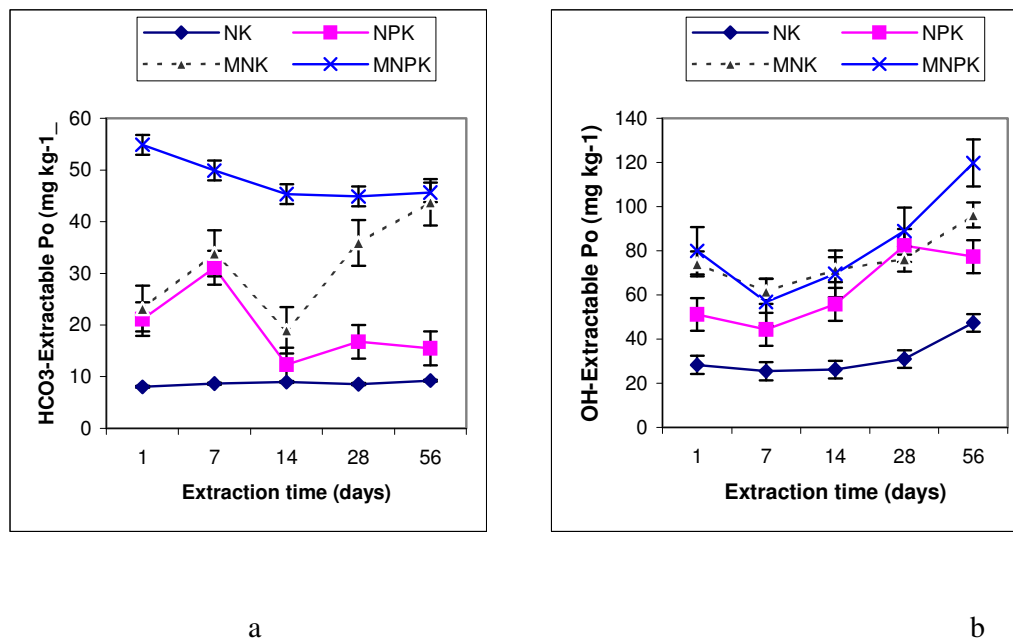 NK NPK
MNK MNPK
HCO3-Extractable Po (mg kg-1_
60
50
40
30
20
10
0
1 7 14 28 56
Extraction time (days)
a
NK NPK
MNK MNPK
OH-Extractable Po (mg kg-1)
140
120
100
80
60
40
20
0
1 7 14 28 56
Extraction time (days)
b